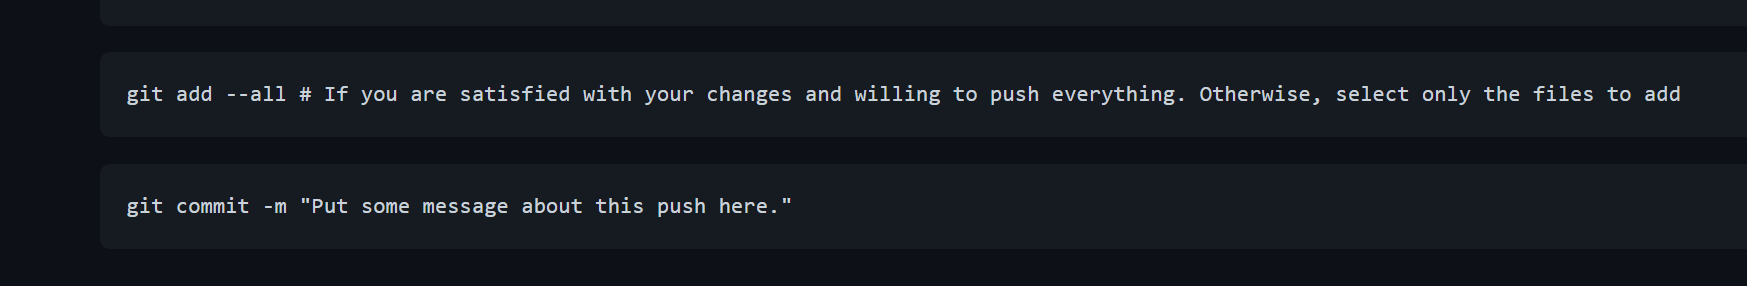 git add --all # If you are satisfied with your changes and willing to push everything. Otherwise, select only the files to add
git commit -m "Put some message about this push here."